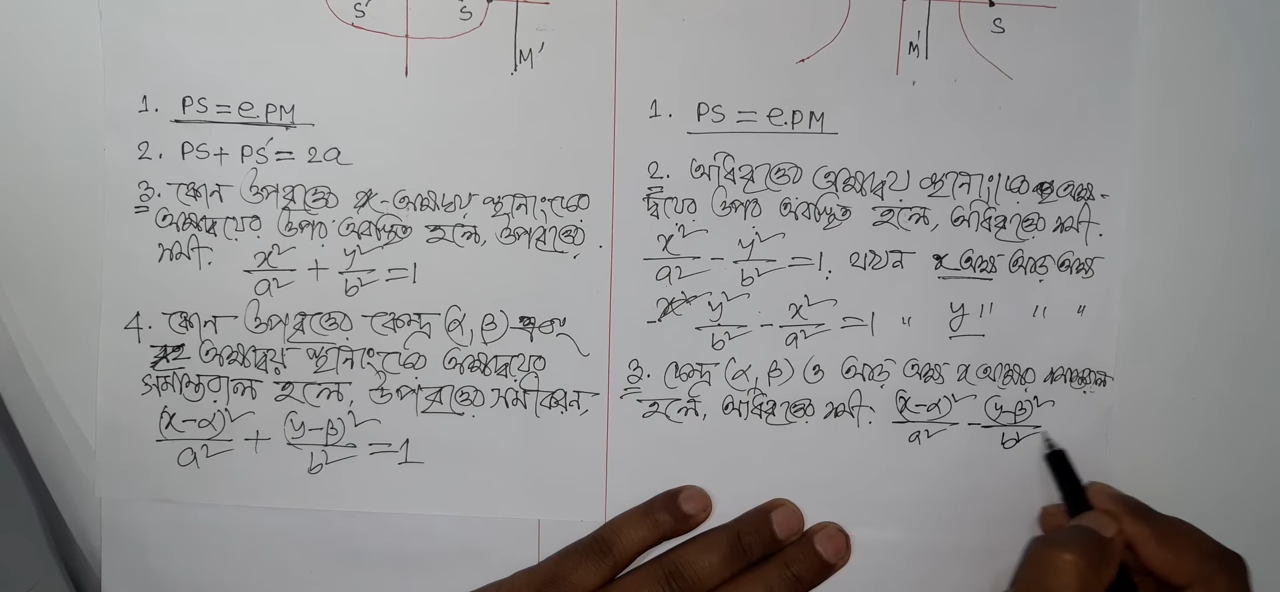 S' S
M'
1. PS = e.PM
2. PS + PS' = 2a
3. কোন উপবৃত্তের অক্ষদ্বয় স্থানাংকের
অক্ষদ্বয়ের উপর অবস্থিত হলে, উপবৃত্তের
সমী: x²/a² + y²/b² = 1
4. কোন উপবৃত্তের কেন্দ্র (α, β) এবং
অক্ষদ্বয় স্থানাংকের অক্ষদ্বয়ের
সমান্তরাল হলে, উপবৃত্তের সমীকরন,
(x-α)²/a² + (y-β)²/b² = 1
S
M'
1. PS = e.PM
2. অধিবৃত্তের অক্ষদ্বয় স্থানাংকের অক্ষ-
দ্বয়ের উপর অবস্থিত হলে, অধিবৃত্তের সমী:
x²/a² - y²/b² = 1. যখন x অক্ষ আড় অক্ষ
y²/b² - x²/a² = 1 " y " " "
3. কেন্দ্র (α, β) ও আড় অক্ষ x অক্ষের সমান্তরাল
হলে, অধিবৃত্তের সমী: (x-α)²/a² - (y-β)²/b²